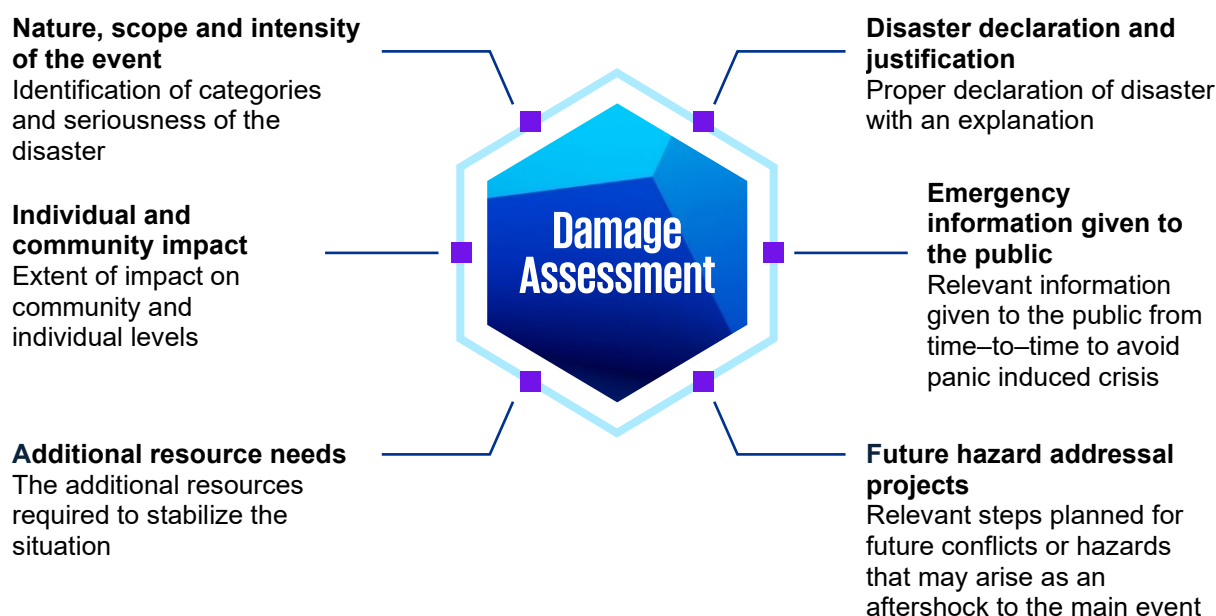 Nature, scope and intensity
of the event
Identification of categories
and seriousness of the
disaster
Individual and
community impact
Extent of impact on
community and
individual levels
Additional resource needs
The additional resources
required to stabilize the
situation
Damage
Assessment
Disaster declaration and
justification
Proper declaration of disaster
with an explanation
Emergency
information given to
the public
Relevant information
given to the public from
time–to–time to avoid
panic induced crisis
Future hazard addressal
projects
Relevant steps planned for
future conflicts or hazards
that may arise as an
aftershock to the main event